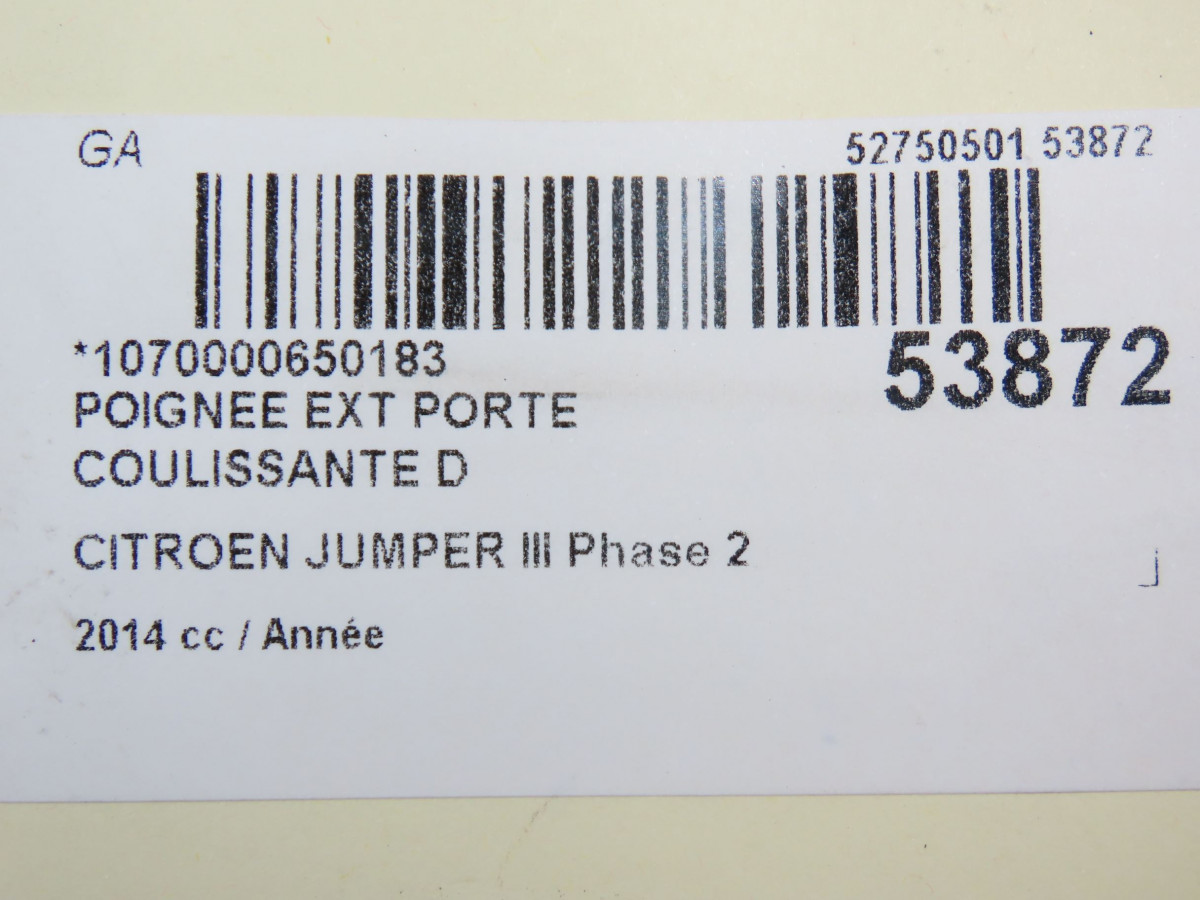 GA
52750501 53872
*1070000650183
53872
POIGNEE EXT PORTE
COULISSANTE D
CITROEN JUMPER III Phase 2
2014 cc / Année